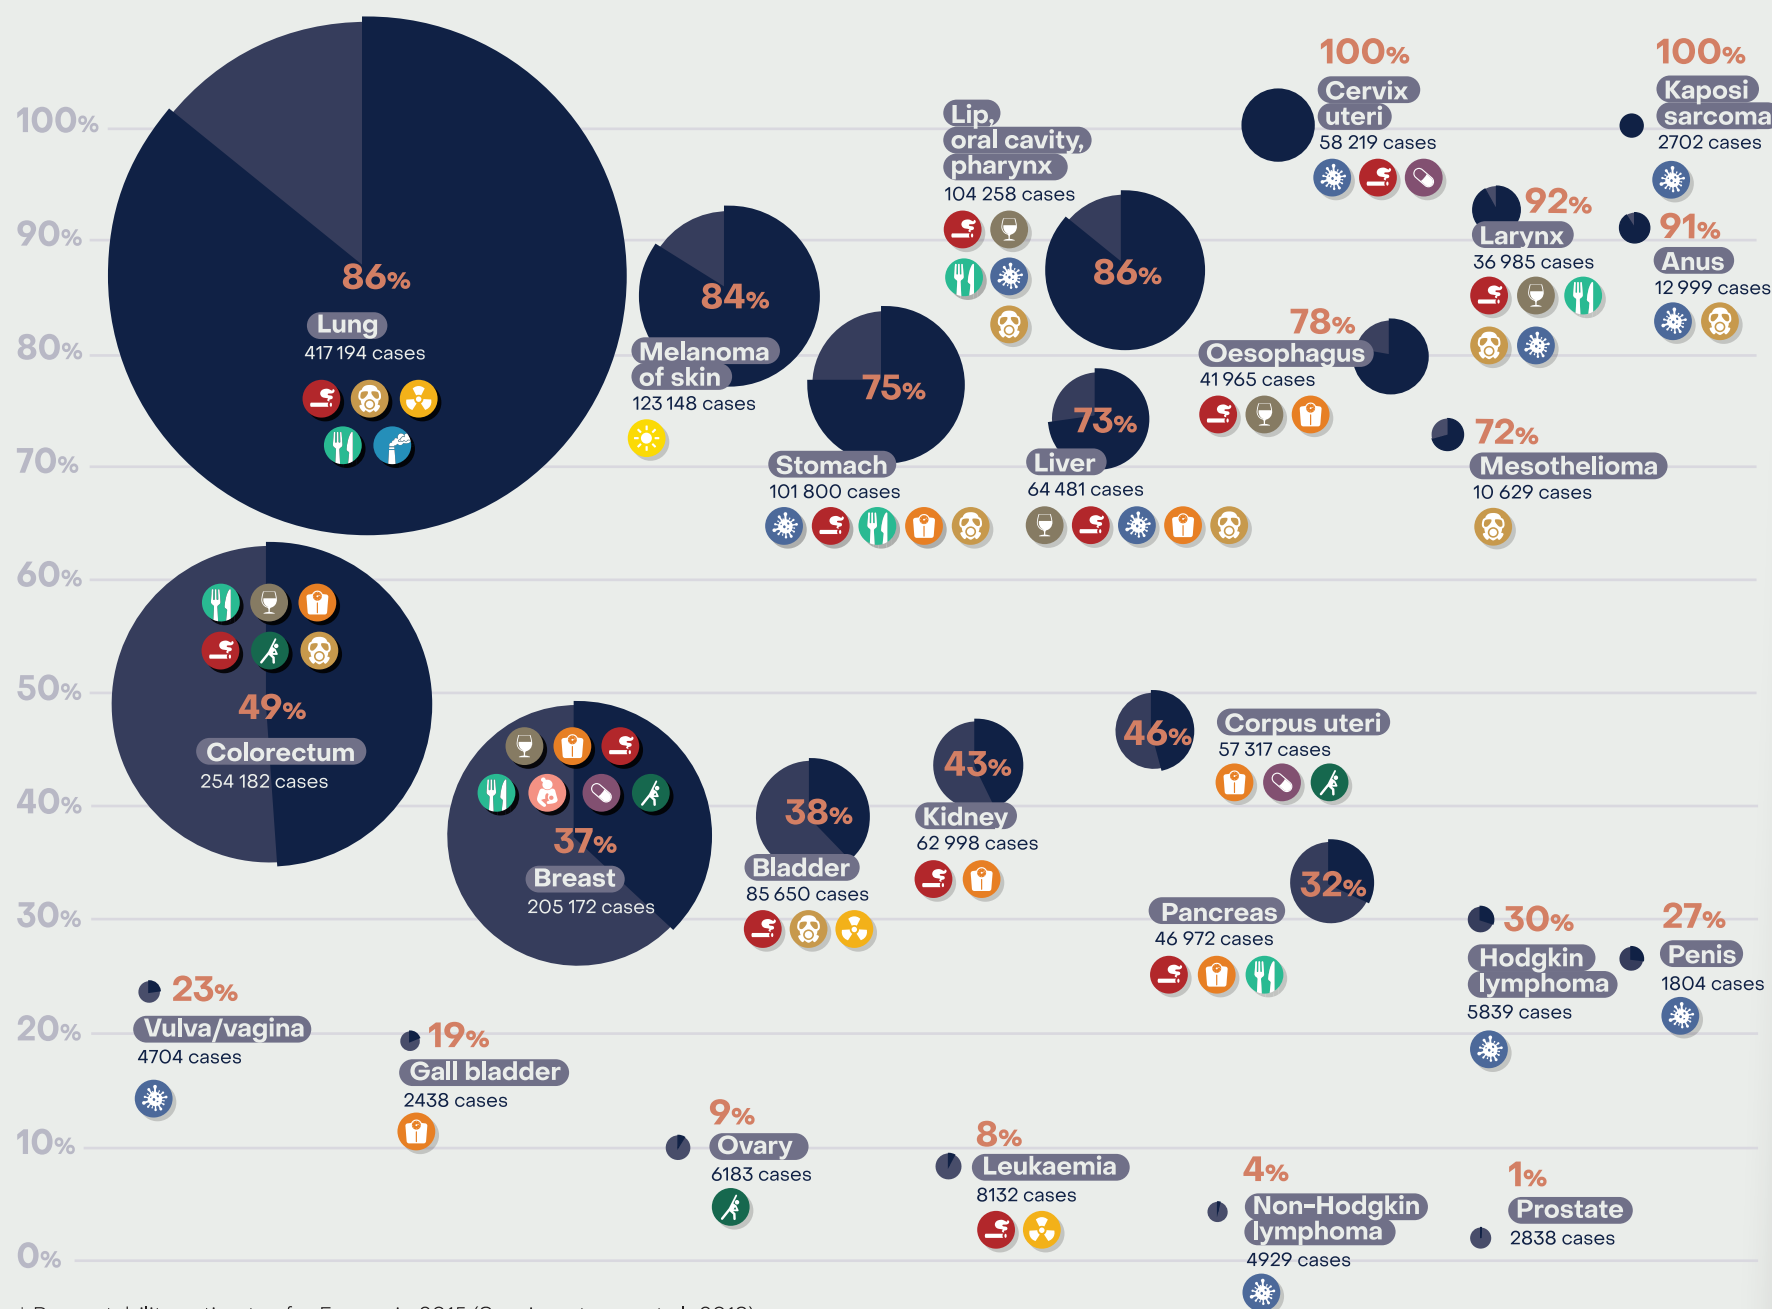 100%
90%
80%
70%
60%
50%
40%
30%
20%
10%
0%
86%
Lung
417 194 cases
84%
Melanoma
of skin
123 148 cases
75%
Stomach
101 800 cases
Lip,
oral cavity,
pharynx
104 258 cases
86%
73%
Liver
64 481 cases
100%
Cervix
uteri
58 219 cases
78%
Oesophagus
41 965 cases
92%
Larynx
36 985 cases
100%
Kaposi
sarcoma
2702 cases
91%
Anus
12 999 cases
72%
Mesothelioma
10 629 cases
49%
Colorectum
254 182 cases
37%
Breast
205 172 cases
38%
Bladder
85 650 cases
43%
Kidney
62 998 cases
46%
Corpus uteri
57 317 cases
32%
Pancreas
46 972 cases
30%
Hodgkin
lymphoma
5839 cases
27%
Penis
1804 cases
23%
Vulva/vagina
4704 cases
19%
Gall bladder
2438 cases
9%
Ovary
6183 cases
8%
Leukaemia
8132 cases
4%
Non-Hodgkin
lymphoma
4929 cases
1%
Prostate
2838 cases